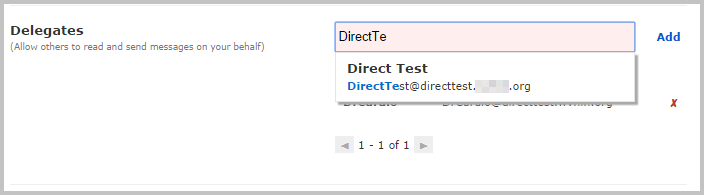 Delegates
(Allow others to read and send messages on your behalf)
DirectTe
Add
Direct Test
DirectTest@directtest. .org
✗
◄ 1 - 1 of 1 ►